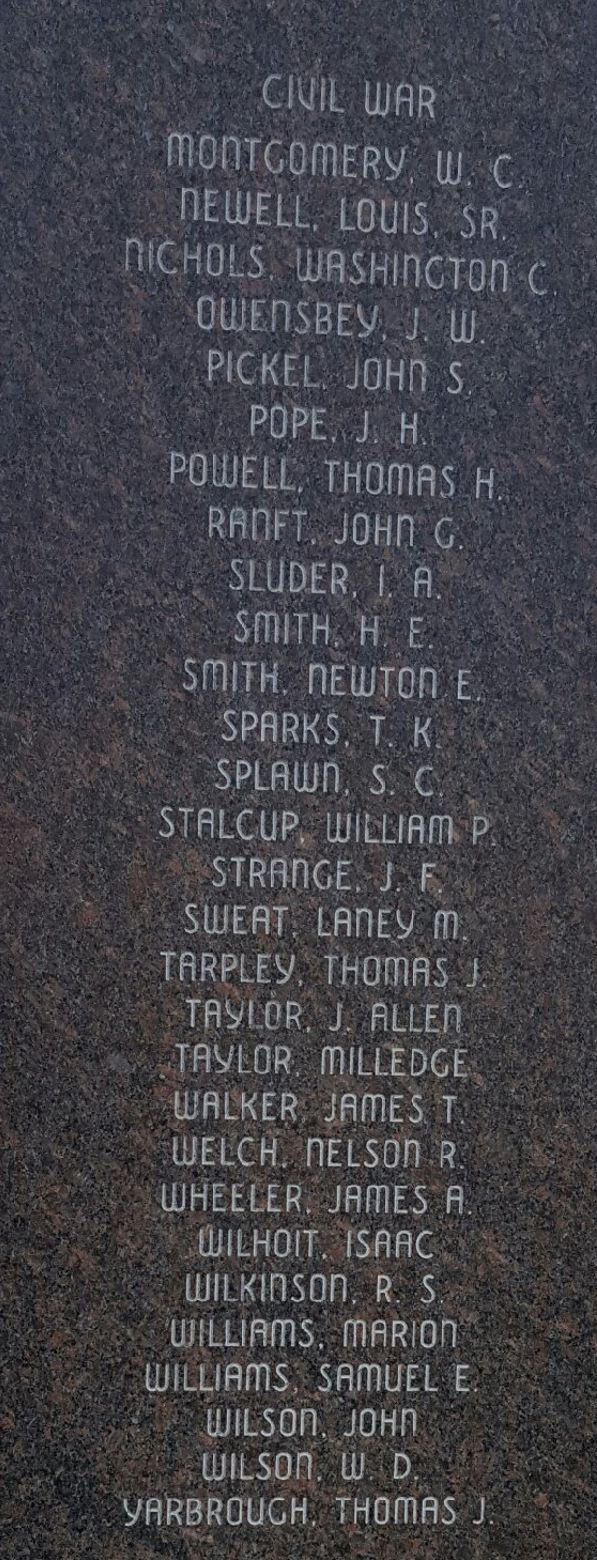 CIVIL WAR
MONTGOMERY, W. C.
NEWELL, LOUIS, SR.
NICHOLS, WASHINGTON C.
OWENSBEY, J. W.
PICKEL, JOHN S.
POPE, J. H.
POWELL, THOMAS H.
RANFT, JOHN G.
SLUDER, I. A.
SMITH, H. E.
SMITH, NEWTON E.
SPARKS, T. K.
SPLAWN, S. C.
STALCUP, WILLIAM P.
STRANGE, J. F.
SWEAT, LANEY M.
TARPLEY, THOMAS J.
TAYLOR, J. ALLEN
TAYLOR, MILLEDGE
WALKER, JAMES T.
WELCH, NELSON R.
WHEELER, JAMES A.
WILHOIT, ISAAC
WILKINSON, R. S.
WILLIAMS, MARION
WILLIAMS, SAMUEL E.
WILSON, JOHN
WILSON, W. D.
YARBROUGH, THOMAS J.